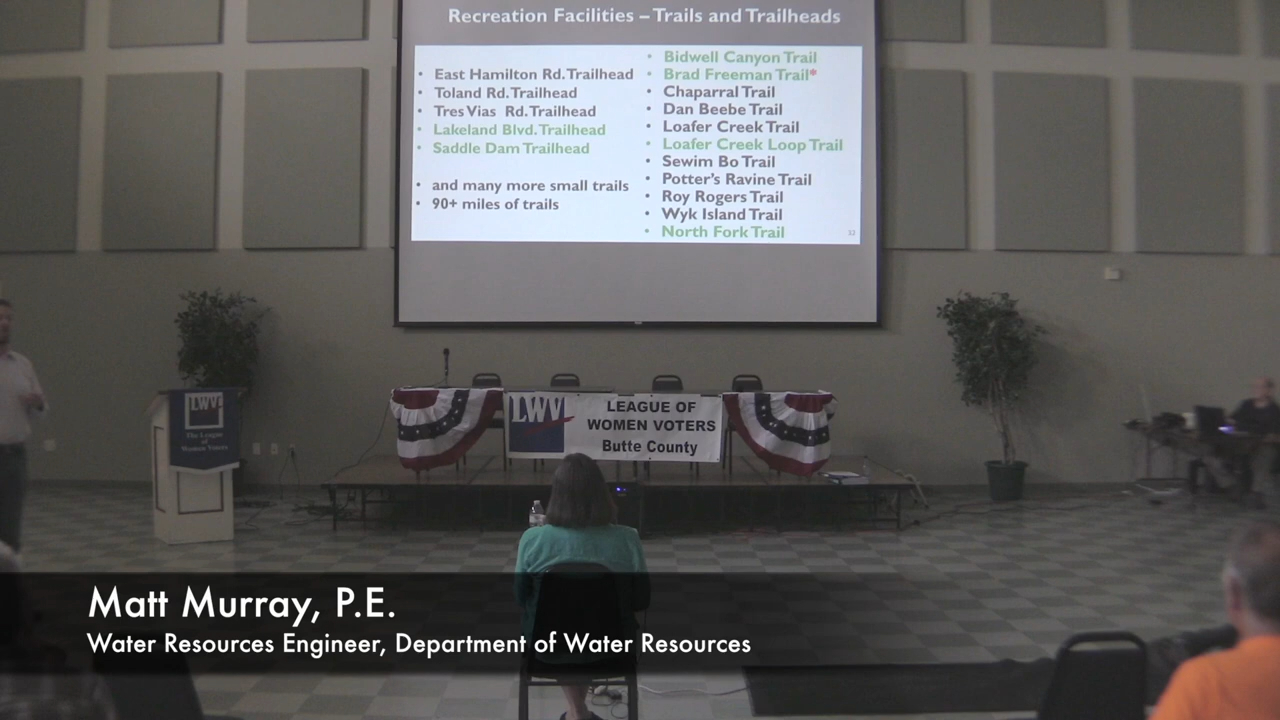 Recreation Facilities – Trails and Trailheads
• East Hamilton Rd. Trailhead
• Toland Rd. Trailhead
• Tres Vias Rd. Trailhead
• Lakeland Blvd. Trailhead
• Saddle Dam Trailhead
• and many more small trails
• 90+ miles of trails
• Bidwell Canyon Trail
• Brad Freeman Trail*
• Chaparral Trail
• Dan Beebe Trail
• Loafer Creek Trail
• Loafer Creek Loop Trail
• Sewim Bo Trail
• Potter's Ravine Trail
• Roy Rogers Trail
• Wyk Island Trail
• North Fork Trail
32
LWV
The League
of
Women Voters
LWV
LEAGUE OF
WOMEN VOTERS
Butte County
Matt Murray, P.E.
Water Resources Engineer, Department of Water Resources